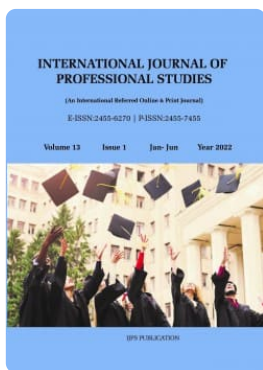 INTERNATIONAL JOURNAL OF
PROFESSIONAL STUDIES
(An International Referred Online & Print Journal)
E-ISSN:2455-6270 | P-ISSN:2455-7455
Volume 13 Issue 1 Jan- Jun Year 2022
IJPS PUBLICATION